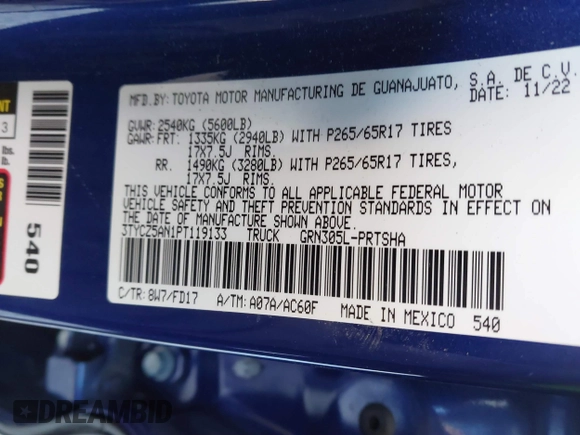 MFD.BY: TOYOTA MOTOR MANUFACTURING DE GUANAJUATO, S.A. DE C.V.
DATE: 11/22
GVWR: 2540KG (5600LB)
GAWR: FRT. 1335KG (2940LB) WITH P265/65R17 TIRES
17X7.5J RIMS.
RR. 1490KG (3280LB) WITH P265/65R17 TIRES,
17X7.5J RIMS.
THIS VEHICLE CONFORMS TO ALL APPLICABLE FEDERAL MOTOR
VEHICLE SAFETY AND THEFT PREVENTION STANDARDS IN EFFECT ON
THE DATE OF MANUFACTURE SHOWN ABOVE.
3TYCZ5AN1PT119133 TRUCK GRN305L-PRTSHA
C/TR: 8W7/FD17 A/TM: A07A/AC60F MADE IN MEXICO 540
540
DREAMBID